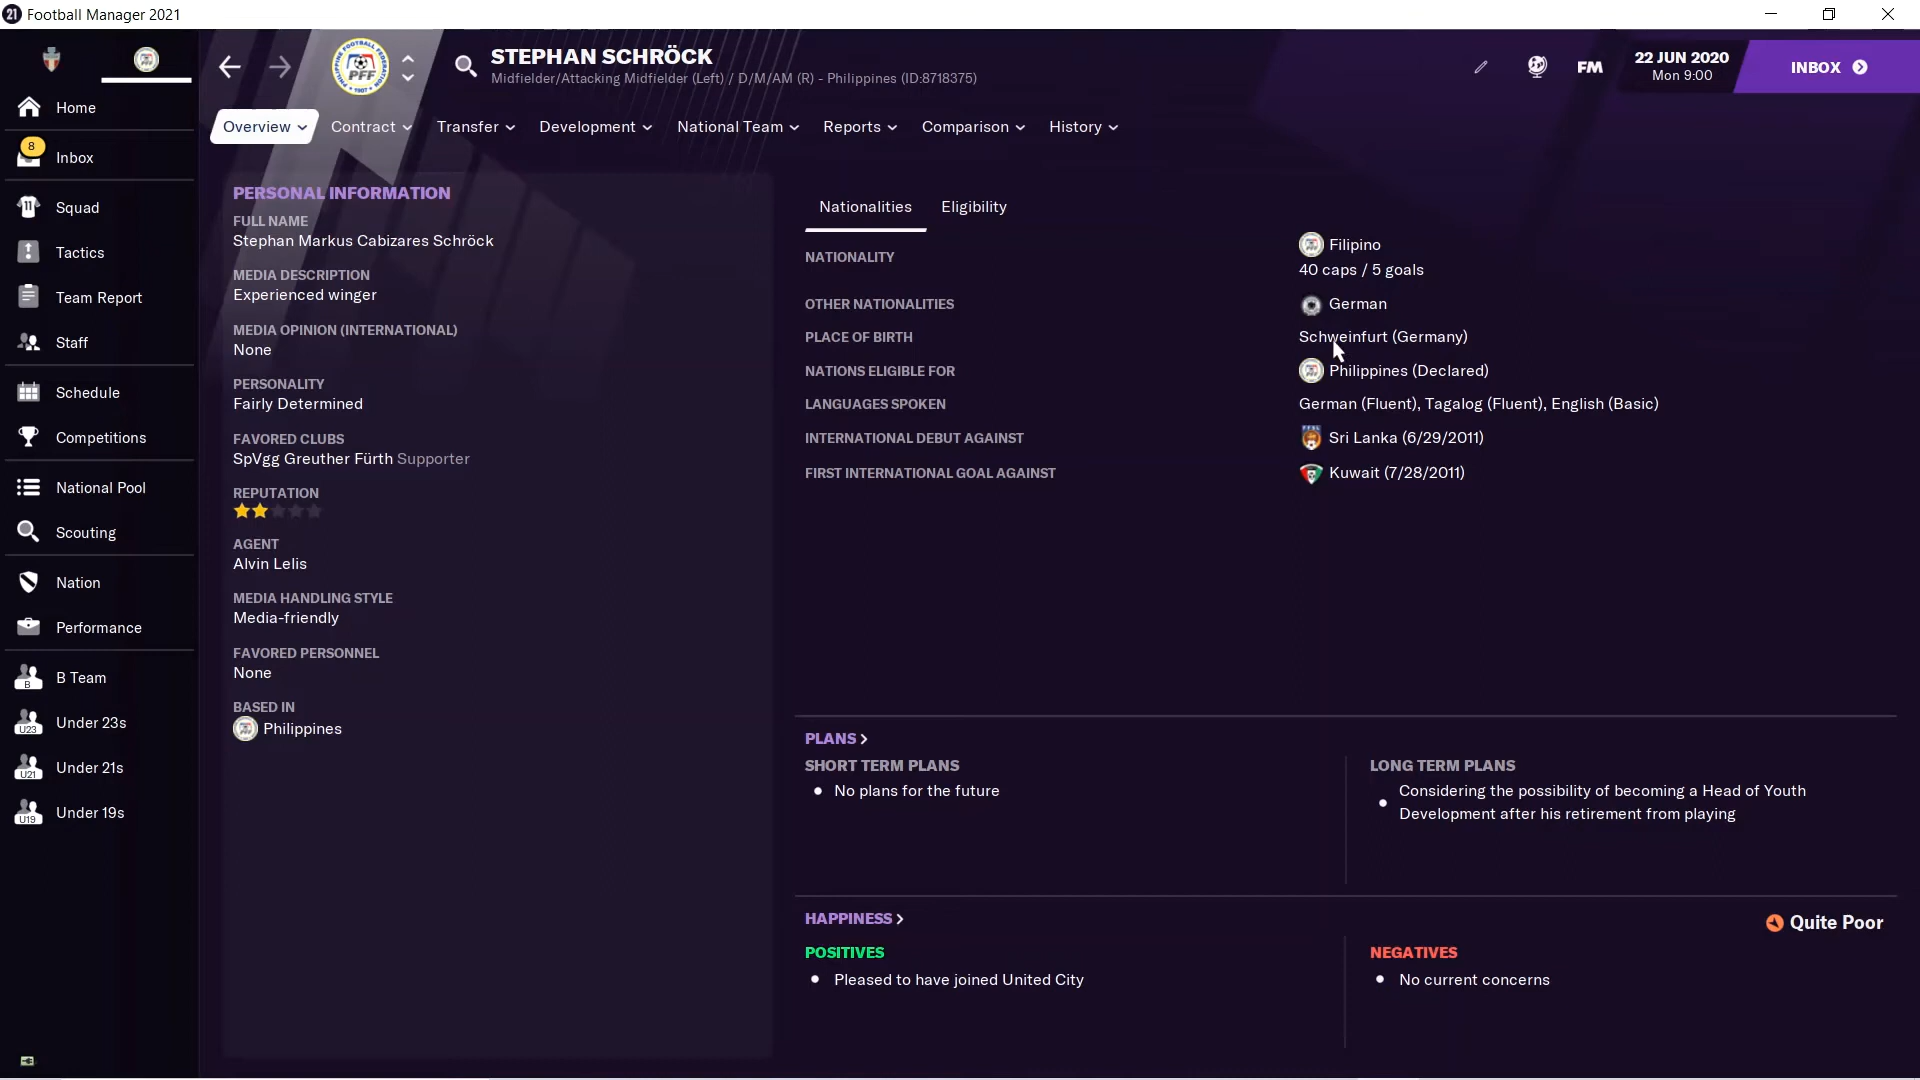 Football Manager 2021
STEPHAN SCHRÖCK
Midfielder/Attacking Midfielder (Left) / D/M/AM (R) - Philippines (ID:8718375)
FM
22 JUN 2020
Mon 9:00
INBOX
Home
8
Inbox
Squad
Tactics
Team Report
Staff
Schedule
Competitions
National Pool
Scouting
Nation
Performance
B
B Team
U23
Under 23s
U21
Under 21s
U19
Under 19s
Overview
Contract
Transfer
Development
National Team
Reports
Comparison
History
PERSONAL INFORMATION
FULL NAME
Stephan Markus Cabizares Schröck
MEDIA DESCRIPTION
Experienced winger
MEDIA OPINION (INTERNATIONAL)
None
PERSONALITY
Fairly Determined
FAVORED CLUBS
SpVgg Greuther Fürth Supporter
REPUTATION
AGENT
Alvin Lelis
MEDIA HANDLING STYLE
Media-friendly
FAVORED PERSONNEL
None
BASED IN
Philippines
Nationalities
Eligibility
NATIONALITY
Filipino
40 caps / 5 goals
OTHER NATIONALITIES
German
PLACE OF BIRTH
Schweinfurt (Germany)
NATIONS ELIGIBLE FOR
Philippines (Declared)
LANGUAGES SPOKEN
German (Fluent), Tagalog (Fluent), English (Basic)
INTERNATIONAL DEBUT AGAINST
Sri Lanka (6/29/2011)
FIRST INTERNATIONAL GOAL AGAINST
Kuwait (7/28/2011)
PLANS
SHORT TERM PLANS
No plans for the future
LONG TERM PLANS
Considering the possibility of becoming a Head of Youth
Development after his retirement from playing
HAPPINESS
Quite Poor
POSITIVES
Pleased to have joined United City
NEGATIVES
No current concerns